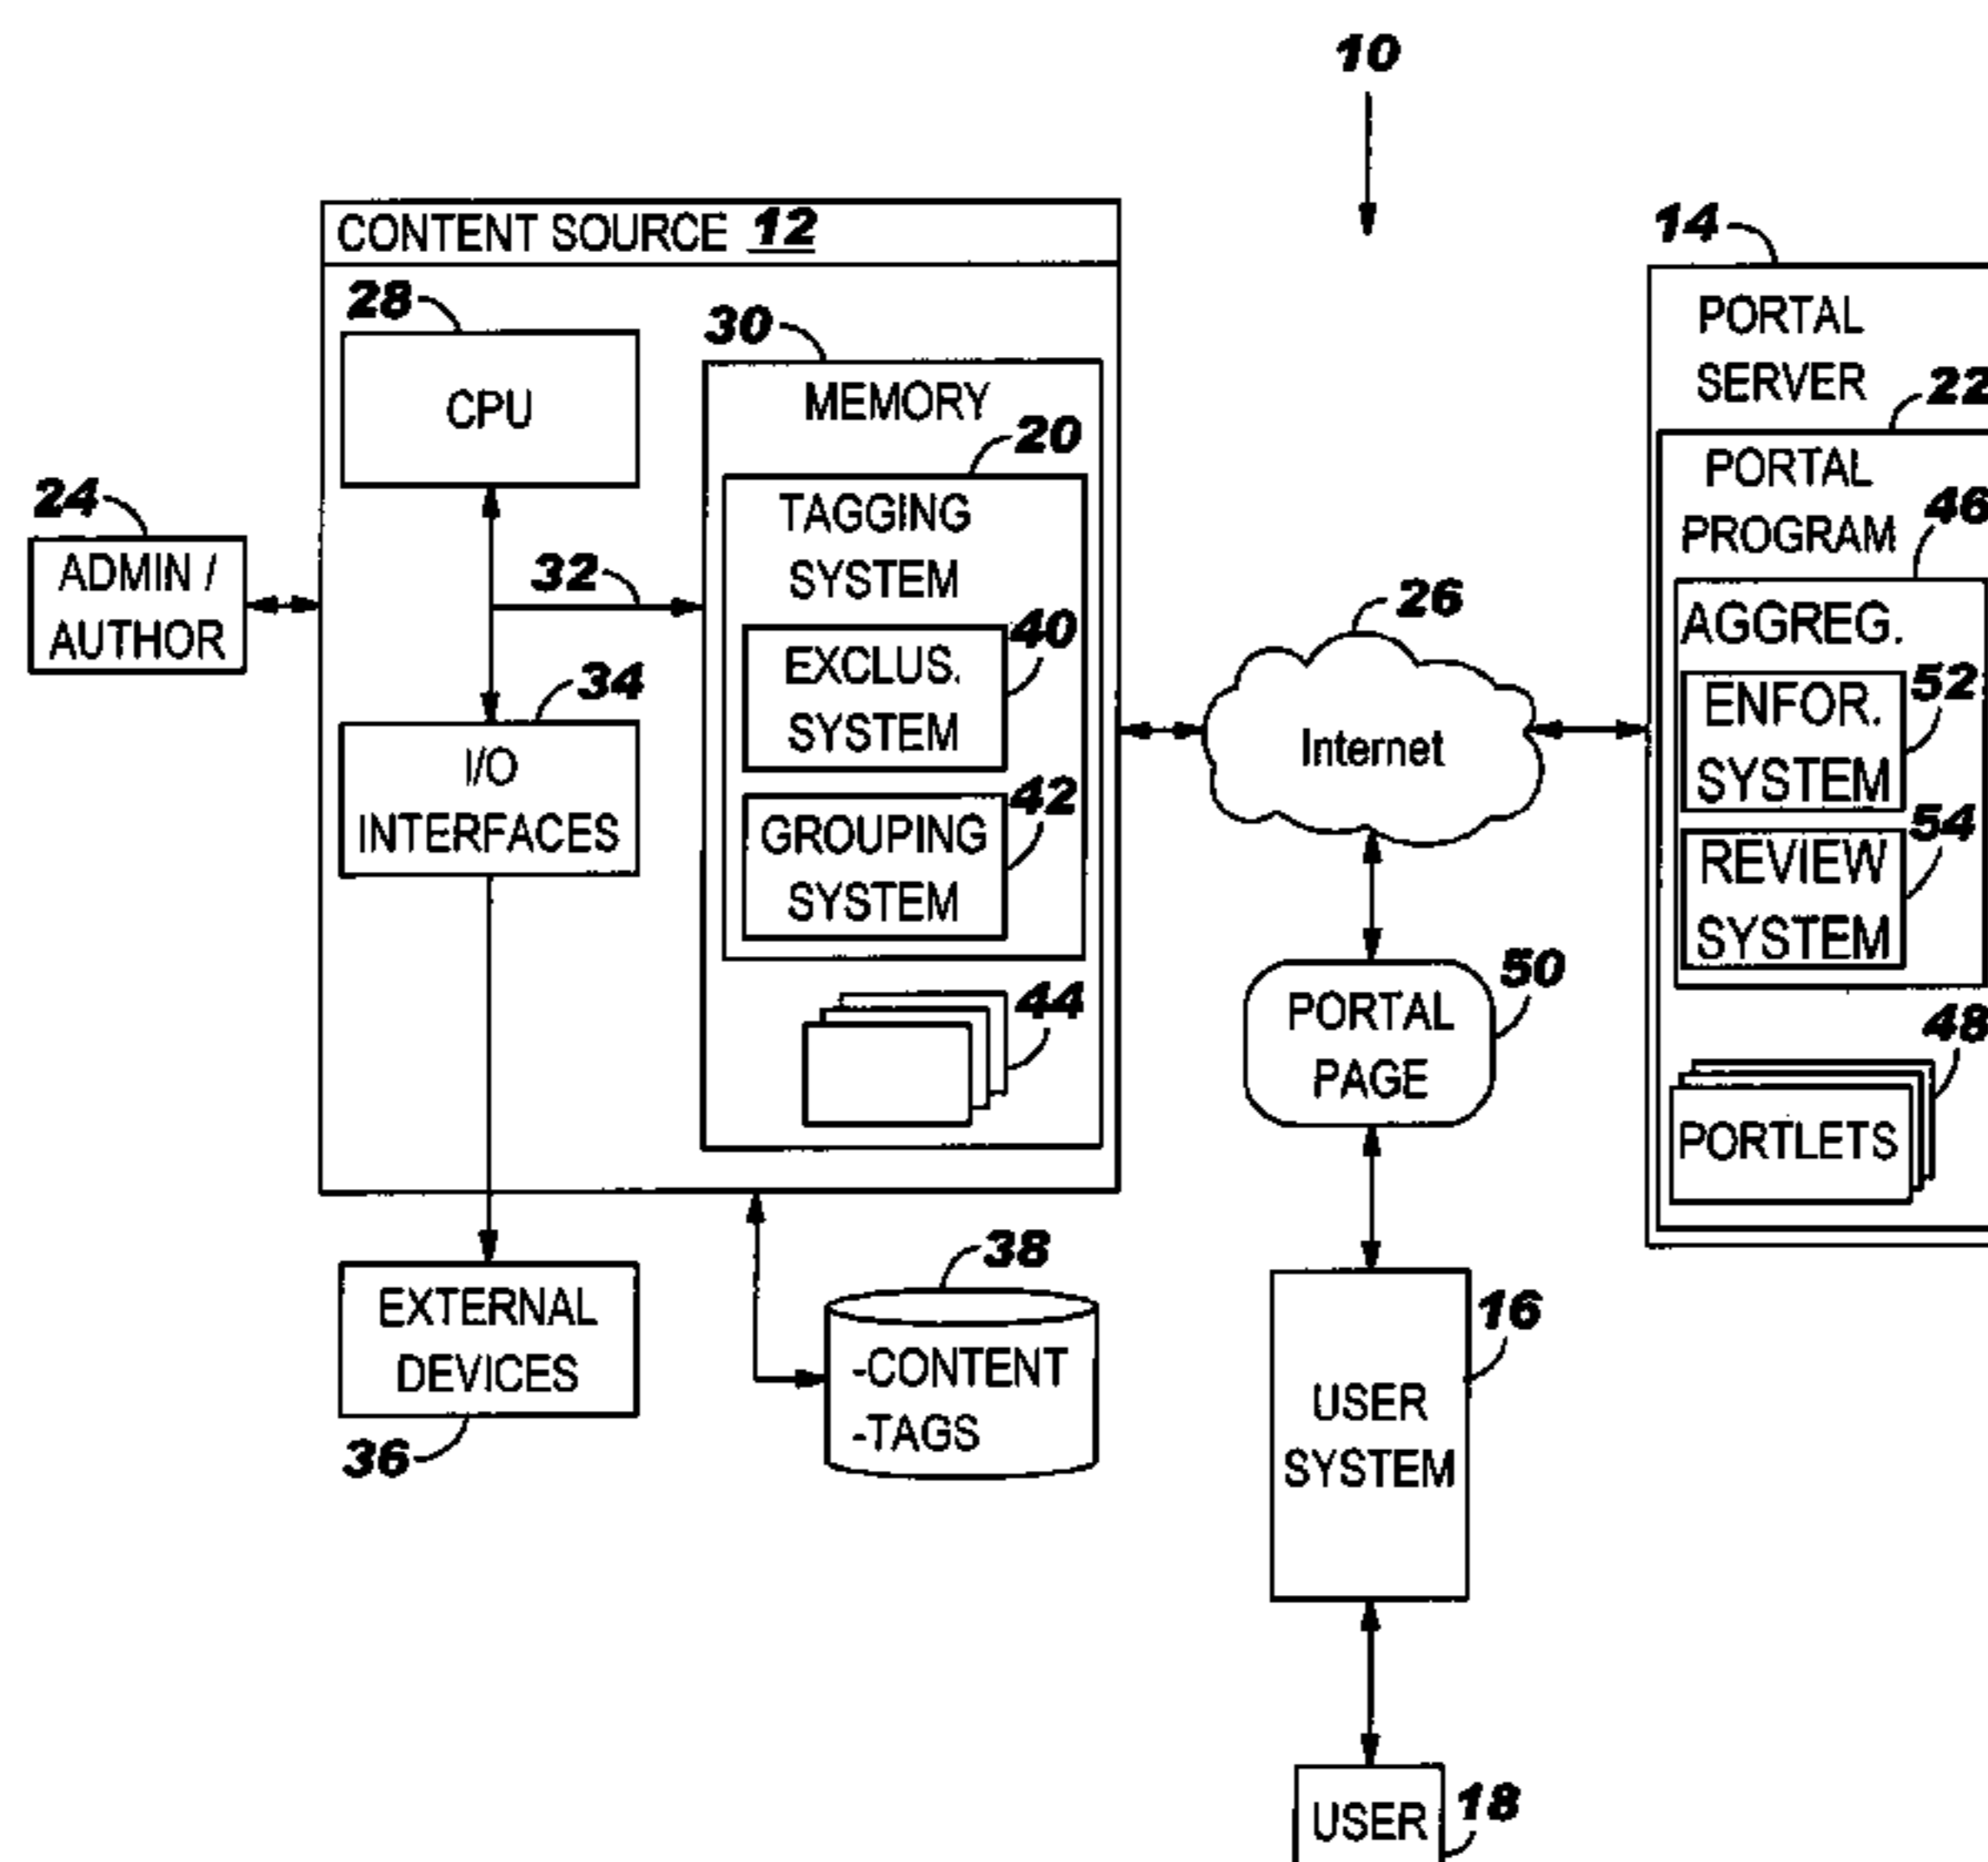 10
CONTENT SOURCE 12
28
CPU
30
MEMORY
20
TAGGING
SYSTEM
40
EXCLUS.
SYSTEM
42
GROUPING
SYSTEM
44
24
ADMIN /
AUTHOR
32
34
I/O
INTERFACES
EXTERNAL
DEVICES
36
38
-CONTENT
-TAGS
26
Internet
50
PORTAL
PAGE
16
USER
SYSTEM
USER
18
14
PORTAL
SERVER
22
PORTAL
PROGRAM
46
AGGREG.
52
ENFOR.
SYSTEM
54
REVIEW
SYSTEM
48
PORTLETS